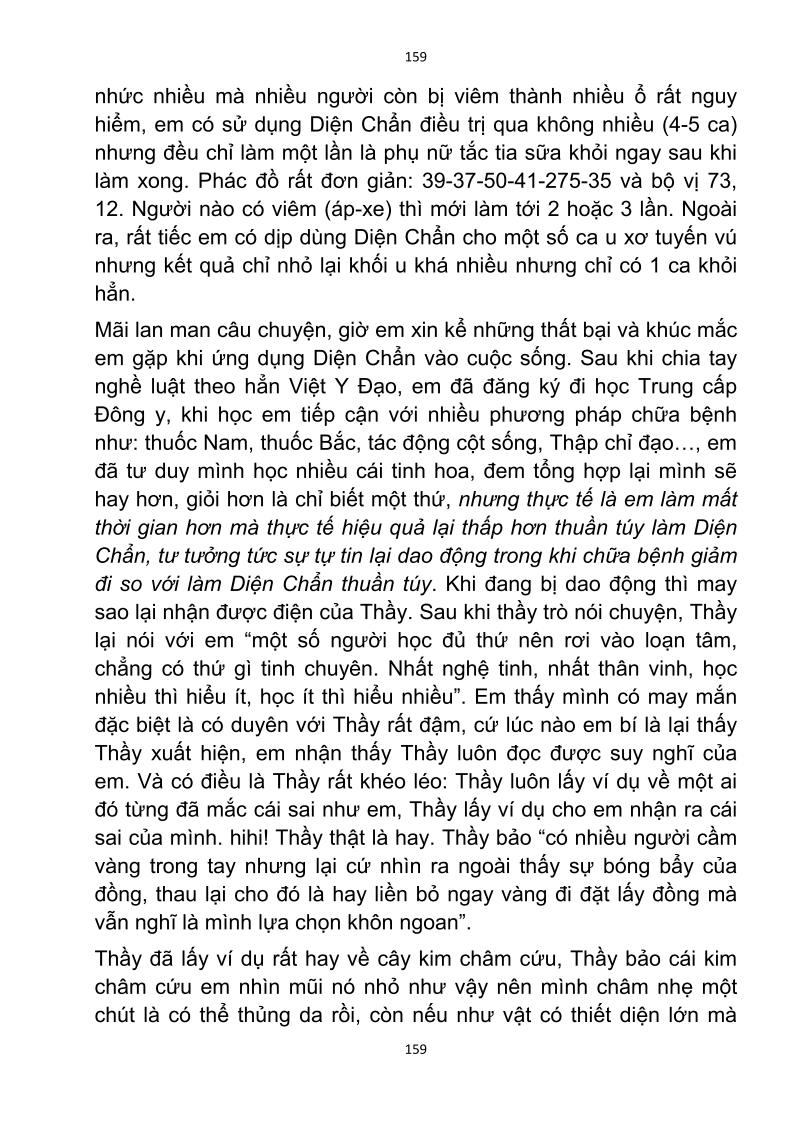 159
nhức nhiều mà nhiều người còn bị viêm thành nhiều ổ rất nguy
hiểm, em có sử dụng Diện Chẩn điều trị qua không nhiều (4-5 ca)
nhưng đều chỉ làm một lần là phụ nữ tắc tia sữa khỏi ngay sau khi
làm xong. Phác đồ rất đơn giản: 39-37-50-41-275-35 và bộ vị 73,
12. Người nào có viêm (áp-xe) thì mới làm tới 2 hoặc 3 lần. Ngoài
ra, rất tiếc em có dịp dùng Diện Chẩn cho một số ca u xơ tuyến vú
nhưng kết quả chỉ nhỏ lại khối u khá nhiều nhưng chỉ có 1 ca khỏi
hẳn.
Mãi lan man câu chuyện, giờ em xin kể những thất bại và khúc mắc
em gặp khi ứng dụng Diện Chẩn vào cuộc sống. Sau khi chia tay
nghề luật theo hẳn Việt Y Đạo, em đã đăng ký đi học Trung cấp
Đông y, khi học em tiếp cận với nhiều phương pháp chữa bệnh
như: thuốc Nam, thuốc Bắc, tác động cột sống, Thập chỉ đạo…, em
đã tư duy mình học nhiều cái tinh hoa, đem tổng hợp lại mình sẽ
hay hơn, giỏi hơn là chỉ biết một thứ, nhưng thực tế là em làm mất
thời gian hơn mà thực tế hiệu quả lại thấp hơn thuần túy làm Diện
Chẩn, tư tưởng tức sự tự tin lại dao động trong khi chữa bệnh giảm
đi so với làm Diện Chẩn thuần túy. Khi đang bị dao động thì may
sao lại nhận được điện của Thầy. Sau khi thầy trò nói chuyện, Thầy
lại nói với em “một số người học đủ thứ nên rơi vào loạn tâm,
chẳng có thứ gì tinh chuyên. Nhất nghệ tinh, nhất thân vinh, học
nhiều thì hiểu ít, học ít thì hiểu nhiều”. Em thấy mình có may mắn
đặc biệt là có duyên với Thầy rất đậm, cứ lúc nào em bí là lại thấy
Thầy xuất hiện, em nhận thấy Thầy luôn đọc được suy nghĩ của
em. Và có điều là Thầy rất khéo léo: Thầy luôn lấy ví dụ về một ai
đó từng đã mắc cái sai như em, Thầy lấy ví dụ cho em nhận ra cái
sai của mình. hihi! Thầy thật là hay. Thầy bảo “có nhiều người cầm
vàng trong tay nhưng lại cứ nhìn ra ngoài thấy sự bóng bẩy của
đồng, thau lại cho đó là hay liền bỏ ngay vàng đi đặt lấy đồng mà
vẫn nghĩ là mình lựa chọn khôn ngoan”.
Thầy đã lấy ví dụ rất hay về cây kim châm cứu, Thầy bảo cái kim
châm cứu em nhìn mũi nó nhỏ như vậy nên mình châm nhẹ một
chút là có thể thủng da rồi, còn nếu như vật có thiết diện lớn mà
159